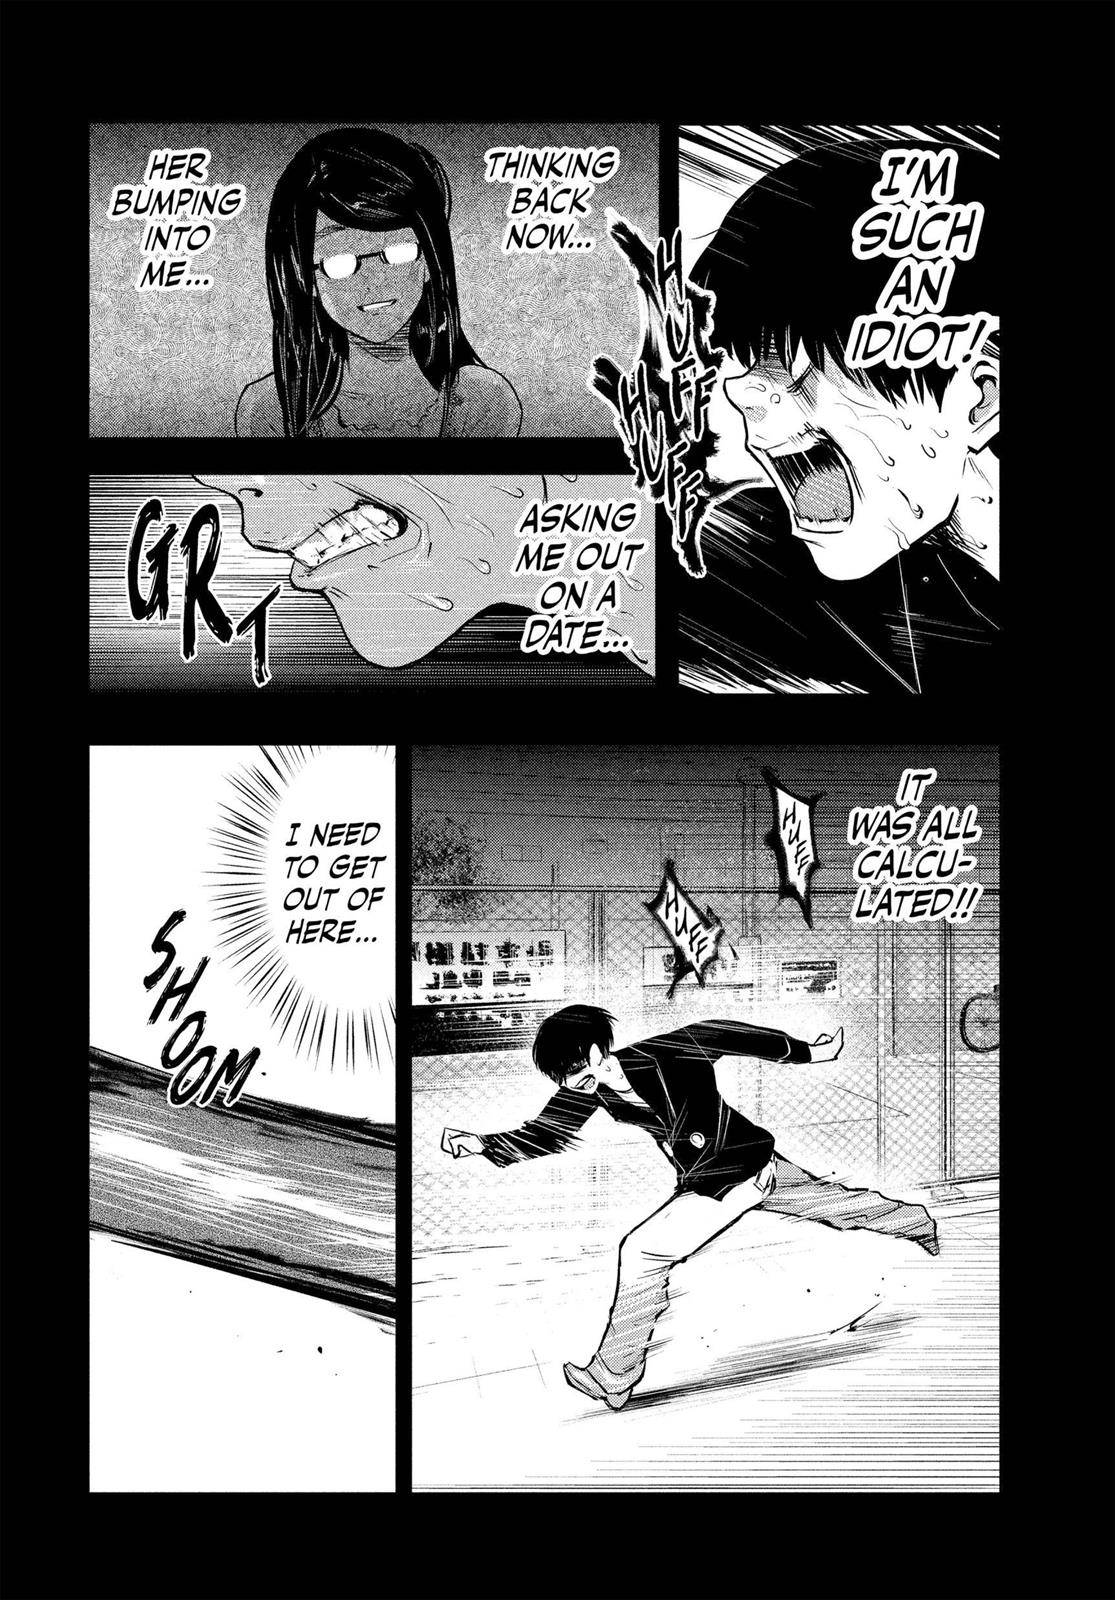 I'M
SUCH
AN
IDIOT!
HUFF
HUFF
THINKING
BACK
NOW...
HER
BUMPING
INTO
ME...
ASKING
ME OUT
ON A
DATE...
GRT
IT
WAS ALL
CALCU-
LATED!!
HUFF
HUFF
I NEED
TO GET
OUT OF
HERE...
SHOOM